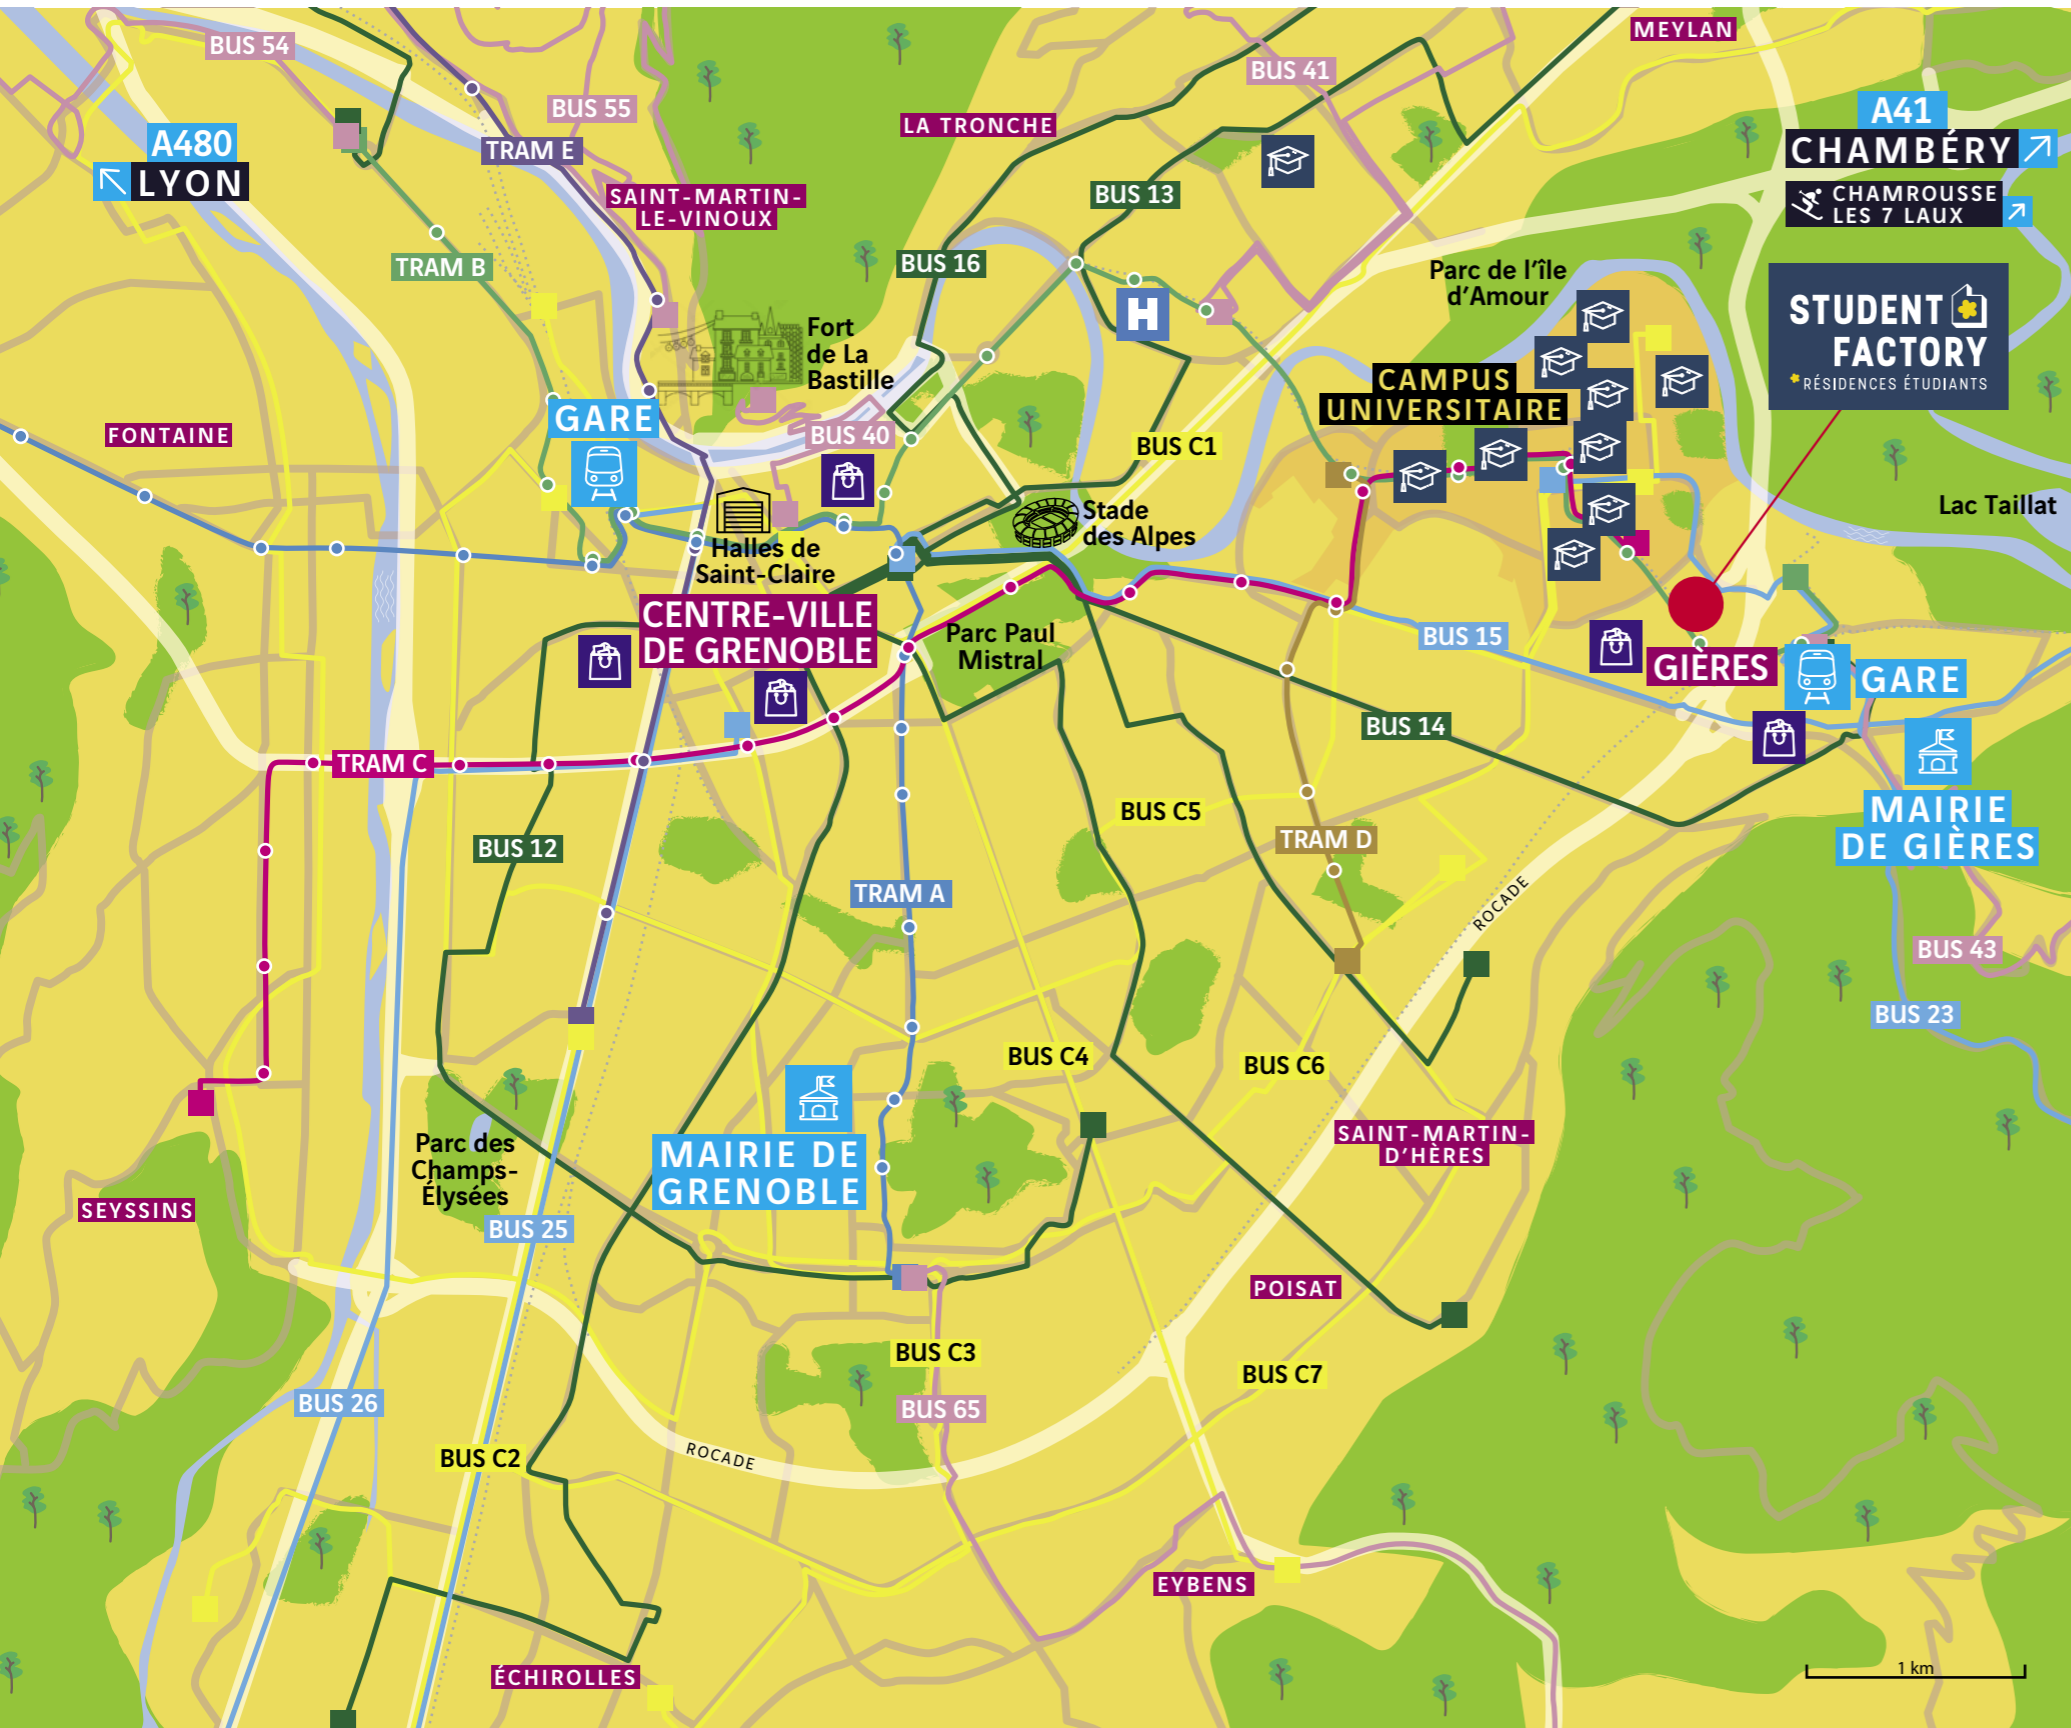 MEYLAN
BUS 54
BUS 41
BUS 55
A41
CHAMBÉRY
LA TRONCHE
A480
LYON
TRAM E
CHAMROUSSE
LES 7 LAUX
SAINT-MARTIN-
LE-VINOUX
BUS 13
TRAM B
BUS 16
H
Parc de l'île
d'Amour
STUDENT
FACTORY
RÉSIDENCES ÉTUDIANTS
Fort
de La
Bastille
CAMPUS
UNIVERSITAIRE
GARE
FONTAINE
BUS 40
BUS C1
Stade
des Alpes
Lac Taillat
Halles de
Saint-Claire
CENTRE-VILLE
DE GRENOBLE
Parc Paul
Mistral
BUS 15
GIÈRES
GARE
BUS 14
TRAM C
MAIRIE
DE GIÈRES
BUS C5
TRAM D
BUS 12
TRAM A
ROCADE
BUS 43
BUS 23
BUS C4
BUS C6
SAINT-MARTIN-
D'HÈRES
Parc des
Champs-
Élysées
MAIRIE DE
GRENOBLE
SEYSSINS
BUS 25
POISAT
BUS C3
BUS C7
BUS 26
BUS 65
BUS C2
ROCADE
EYBENS
ÉCHIROLLES
1 km